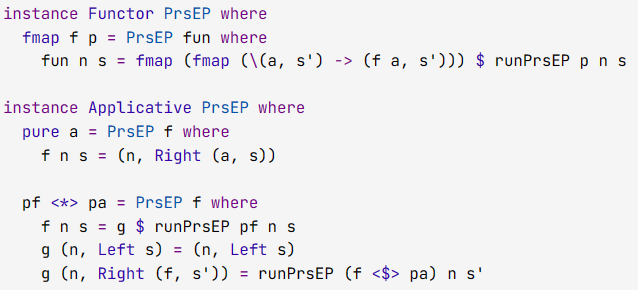 instance Functor PrsEP where
  fmap f p = PrsEP fun where
    fun n s = fmap (fmap (\(a, s') -> (f a, s'))) $ runPrsEP p n s

instance Applicative PrsEP where
  pure a = PrsEP f where
    f n s = (n, Right (a, s))

  pf <*> pa = PrsEP f where
    f n s = g $ runPrsEP pf n s
    g (n, Left s) = (n, Left s)
    g (n, Right (f, s')) = runPrsEP (f <$> pa) n s'